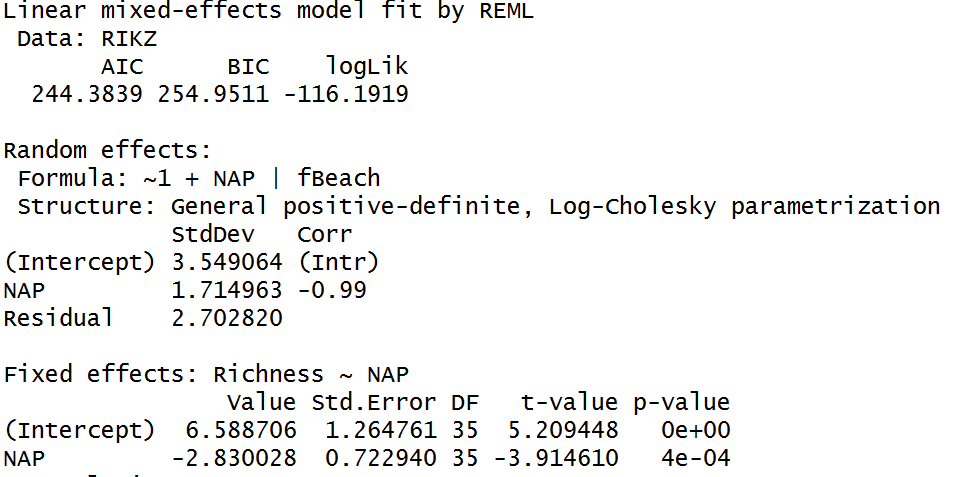 Linear mixed-effects model fit by REML
 Data: RIKZ
       AIC      BIC    logLik
  244.3839 254.9511 -116.1919

Random effects:
 Formula: ~1 + NAP | fBeach
 Structure: General positive-definite, Log-Cholesky parametrization
            StdDev   Corr
(Intercept) 3.549064 (Intr)
NAP         1.714963 -0.99
Residual    2.702820

Fixed effects: Richness ~ NAP
                Value Std.Error DF   t-value p-value
(Intercept)  6.588706  1.264761 35  5.209448   0e+00
NAP         -2.830028  0.722940 35 -3.914610   4e-04